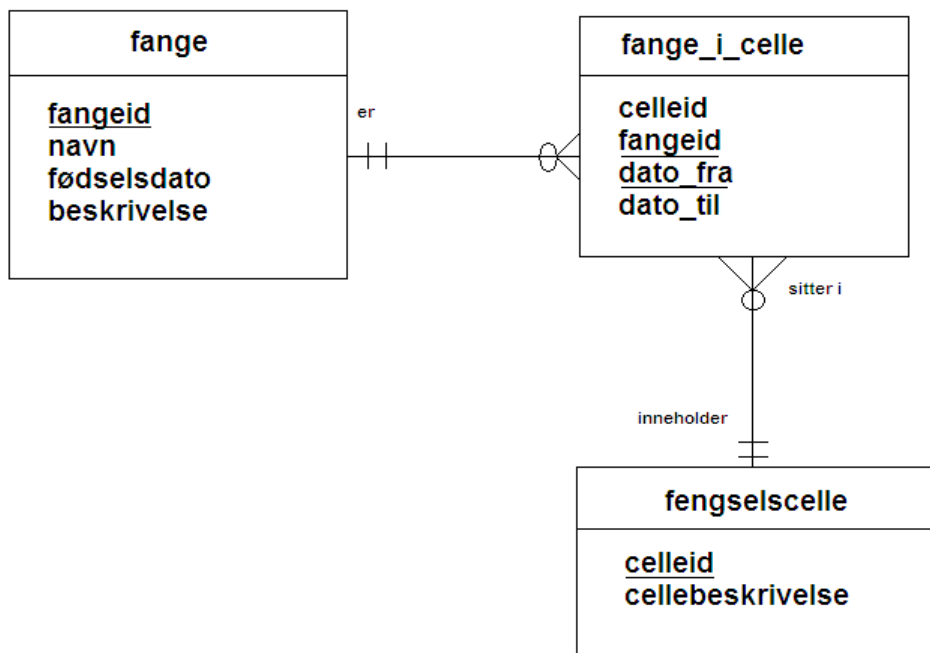 fange
fangeid
navn
fødselsdato
beskrivelse
er
fange_i_celle
celleid
fangeid
dato_fra
dato_til
sitter i
inneholder
fengselscelle
celleid
cellebeskrivelse